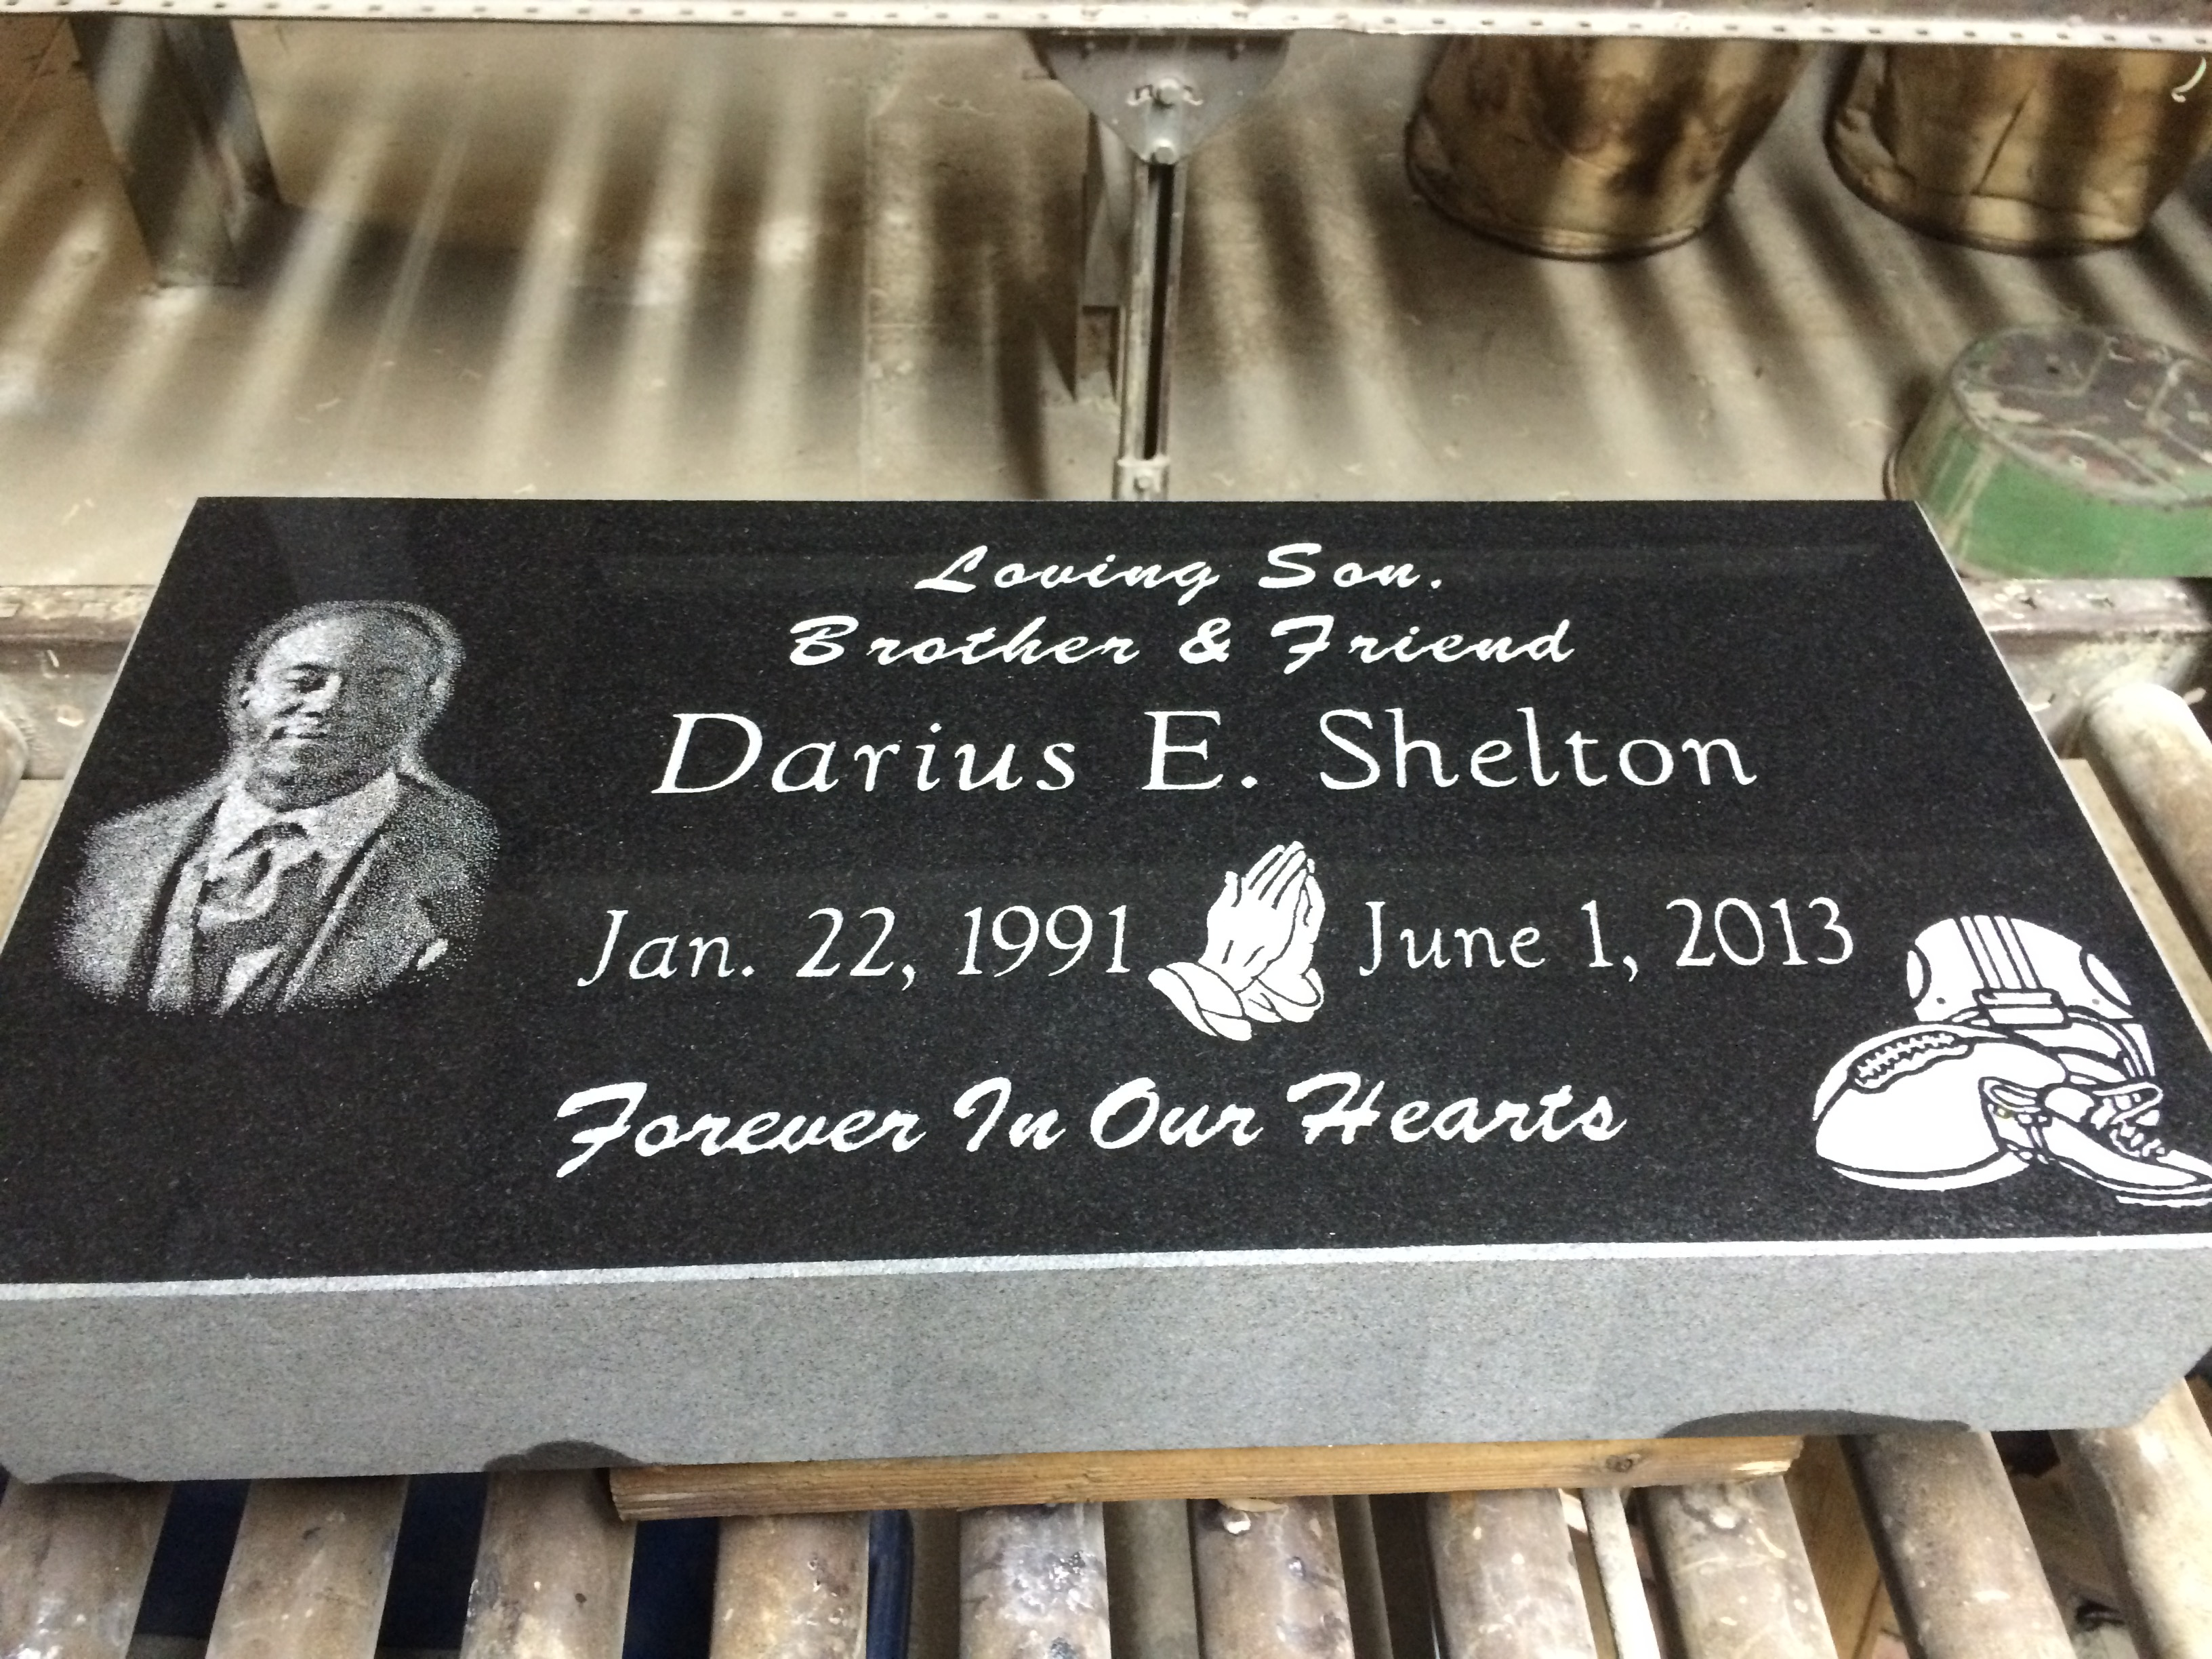 Loving Son.
Brother & Friend
Darius E. Shelton
Jan. 22, 1991 June 1, 2013
Forever In Our Hearts